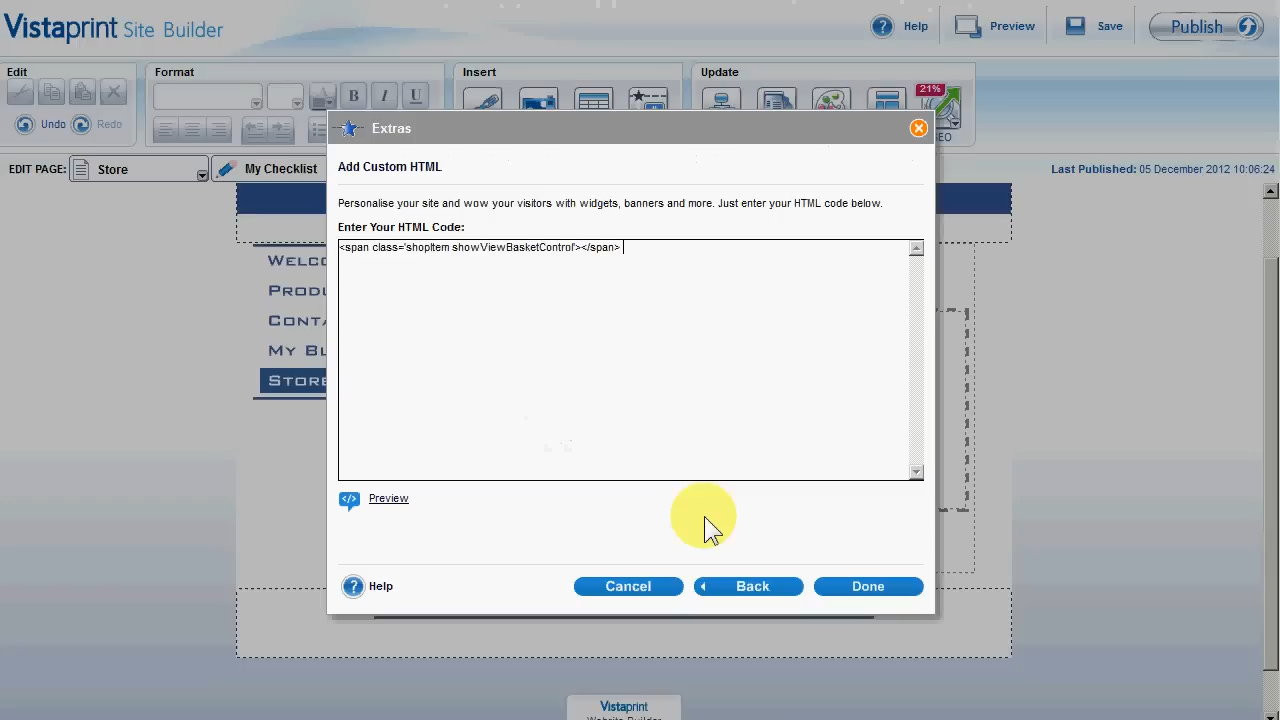 Vistaprint Site Builder
Help
Preview
Save
Publish
Edit
Format
Insert
Update
B I U
21%
Undo
Redo
EO
EDIT PAGE:
Store
My Checklist
Last Published: 05 December 2012 10:06:24
Extras
Add Custom HTML
Personalise your site and wow your visitors with widgets, banners and more. Just enter your HTML code below.
Enter Your HTML Code:
<span class='shopItem showViewBasketControl'></span>
Welco
Produ
Conta
My Bl
Store
Preview
Help
Cancel
Back
Done
Vistaprint
Website Builder